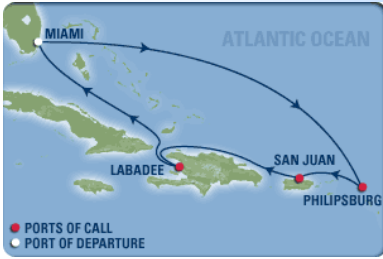 MIAMI
ATLANTIC OCEAN
SAN JUAN
LABADEE
PHILIPSBURG
PORTS OF CALL
PORT OF DEPARTURE